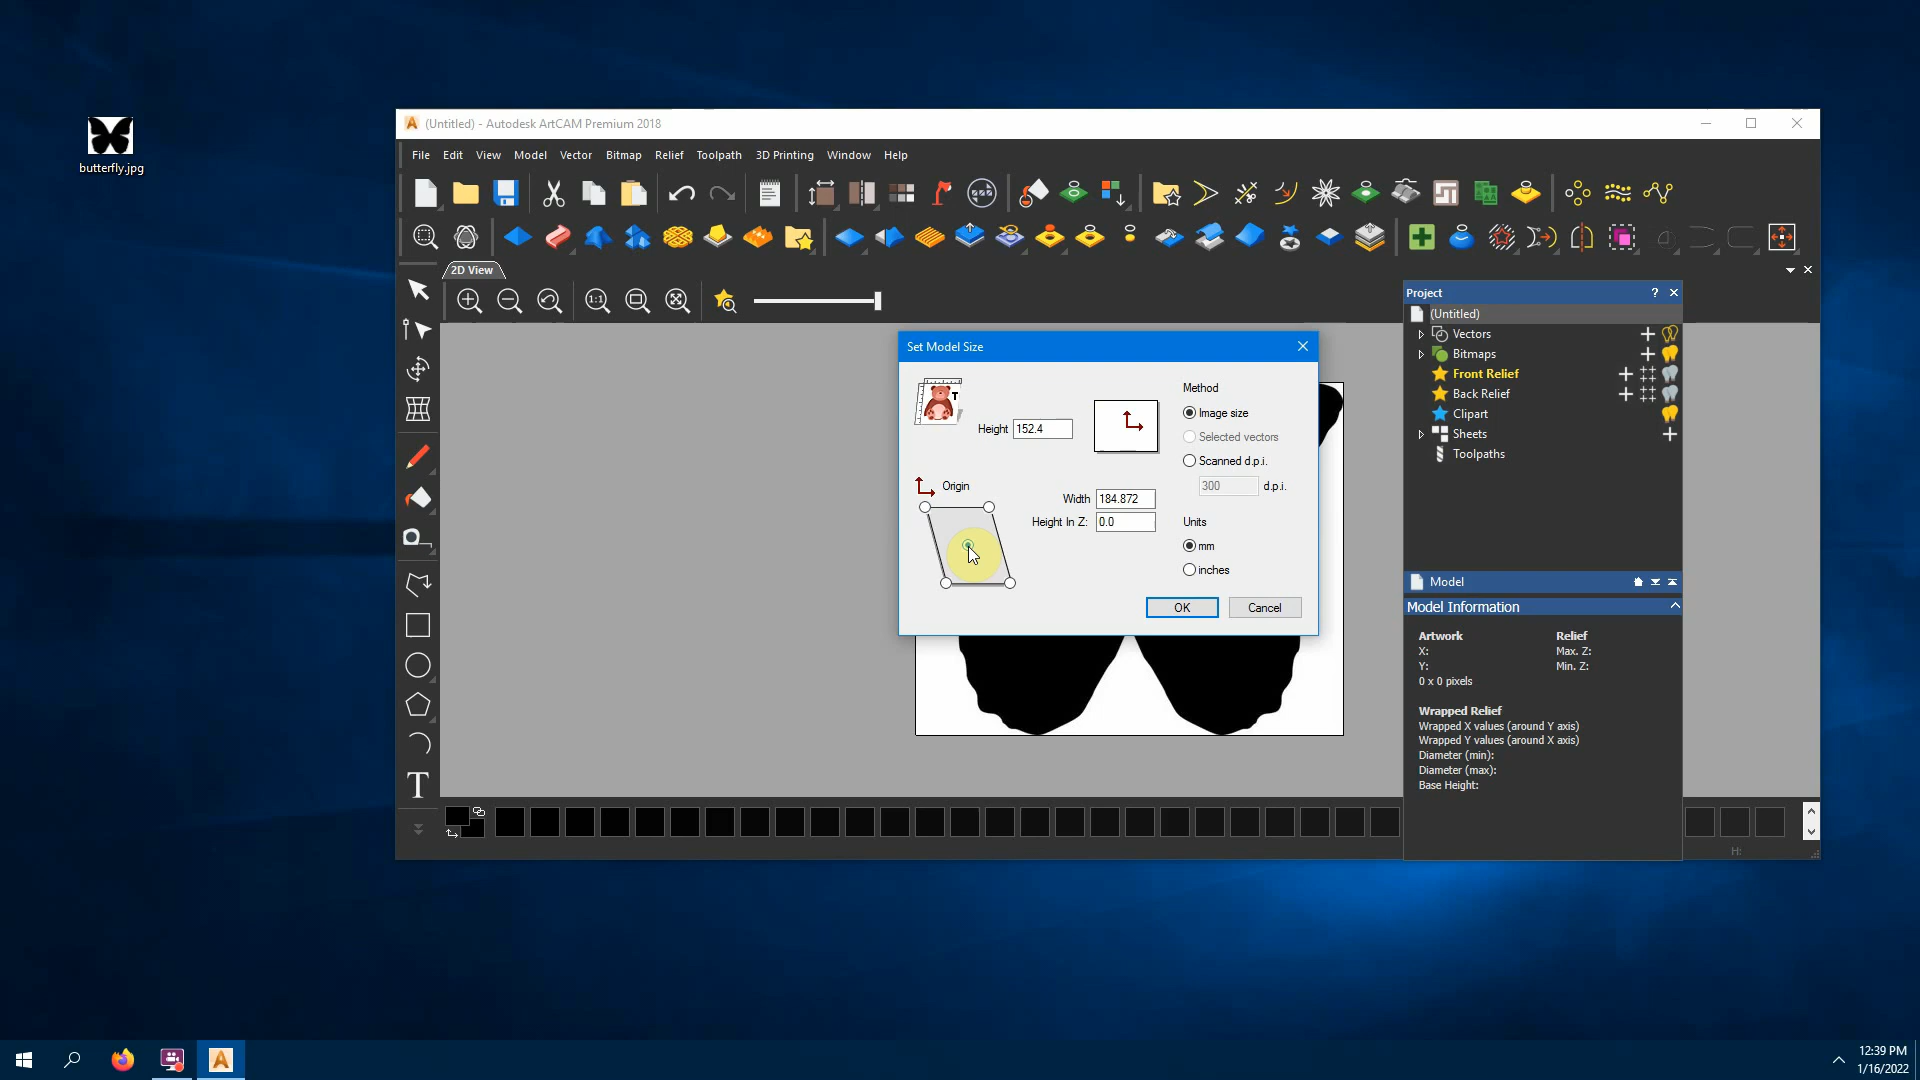 butterfly.jpg
(Untitled) - Autodesk ArtCAM Premium 2018
File Edit View Model Vector Bitmap Relief Toolpath 3D Printing Window Help
2D View
1:1
Project
?
(Untitled)
Vectors
Bitmaps
Front Relief
Back Relief
Clipart
Sheets
Toolpaths
Set Model Size
T
Height 152.4
Method
Image size
Selected vectors
Scanned d.p.i.
300 d.p.i.
Origin
Width 184.872
Height In Z: 0.0
Units
mm
inches
OK Cancel
Model
Model Information
Artwork Relief
X: Max. Z:
Y: Min. Z:
0 x 0 pixels
Wrapped Relief
Wrapped X values (around Y axis)
Wrapped Y values (around X axis)
Diameter (min):
Diameter (max):
Base Height:
T
H:
12:39 PM
1/16/2022